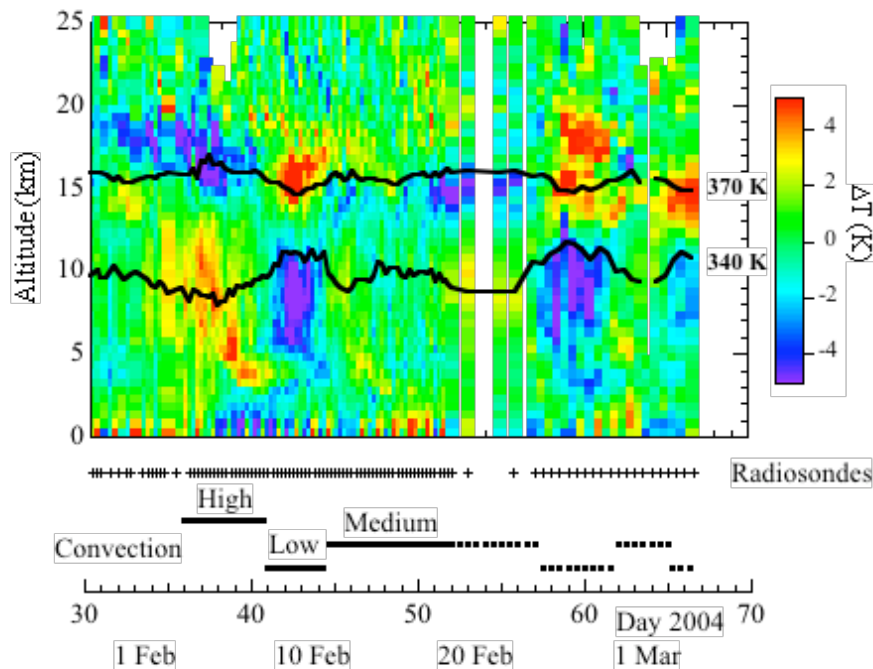 25
20
15
10
5
0
Altitude (km)
370 K
340 K
4
2
0
-2
-4
ΔT (K)
Radiosondes
High
Medium
Convection
Low
30 40 50 60 70
Day 2004
1 Feb 10 Feb 20 Feb 1 Mar